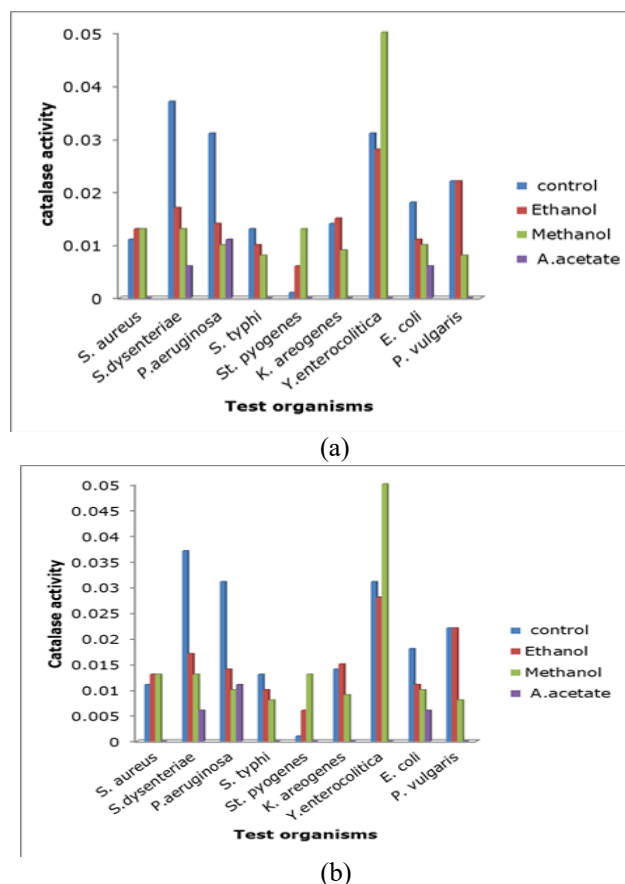 0.05
0.04
0.03
0.02
0.01
0
catalase activity
control
Ethanol
Methanol
A.acetate
S. aureus
S.dysenteriae
P.aeruginosa
S. typhi
St. pyogenes
K. areogenes
Y.enterocolitica
E. coli
P. vulgaris
Test organisms
(a)
0.05
0.045
0.04
0.035
0.03
0.025
0.02
0.015
0.01
0.005
0
Catalase activity
control
Ethanol
Methanol
A.acetate
S. aureus
S.dysenteriae
P.aeruginosa
S. typhi
St. pyogenes
K. areogenes
Y.enterocolitica
E. coli
P. vulgaris
Test organisms
(b)